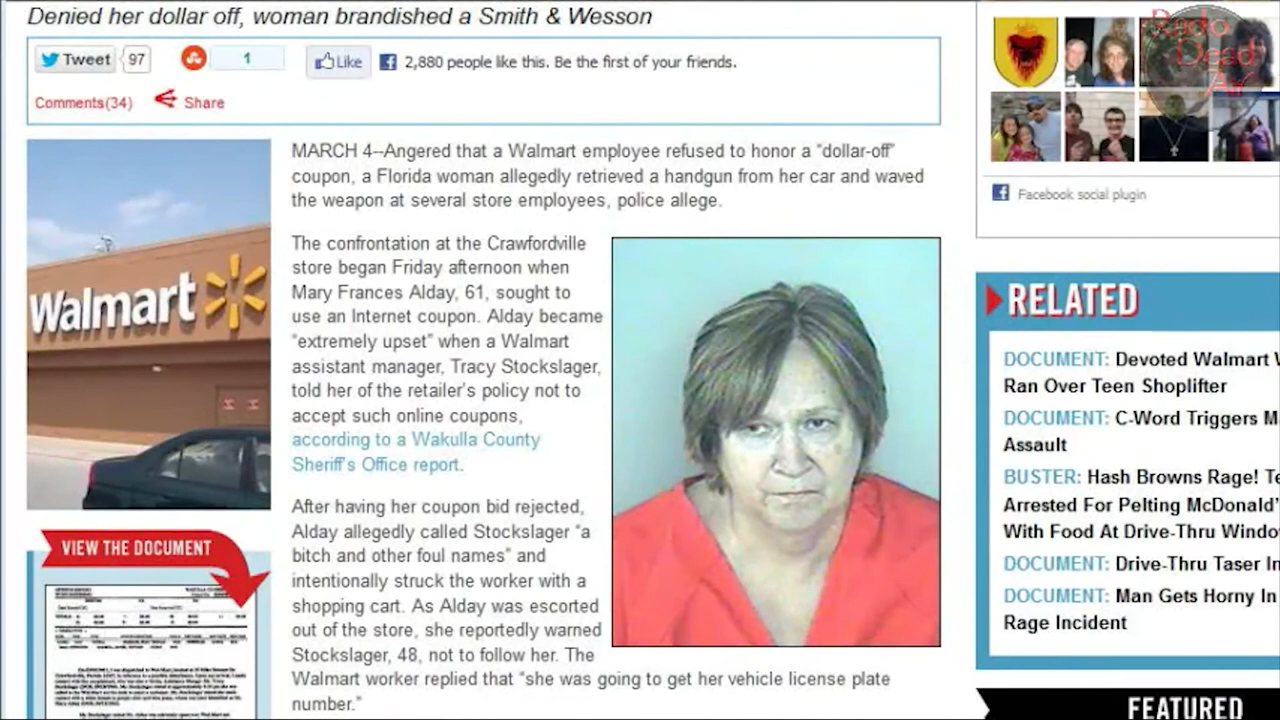 Denied her dollar off, woman brandished a Smith & Wesson
Tweet 97
1
Like
2,880 people like this. Be the first of your friends.
Comments(34)
Share
Radio
Dead
Air
Facebook social plugin
Walmart
MARCH 4--Angered that a Walmart employee refused to honor a "dollar-off"
coupon, a Florida woman allegedly retrieved a handgun from her car and waved
the weapon at several store employees, police allege.
The confrontation at the Crawfordville
store began Friday afternoon when
Mary Frances Alday, 61, sought to
use an Internet coupon. Alday became
"extremely upset" when a Walmart
assistant manager, Tracy Stockslager,
told her of the retailer's policy not to
accept such online coupons,
according to a Wakulla County
Sheriff's Office report.
After having her coupon bid rejected,
Alday allegedly called Stockslager "a
bitch and other foul names" and
intentionally struck the worker with a
shopping cart. As Alday was escorted
out of the store, she reportedly warned
Stockslager, 48, not to follow her. The
Walmart worker replied that "she was going to get her vehicle license plate
number."
VIEW THE DOCUMENT
RELATED
DOCUMENT: Devoted Walmart
Ran Over Teen Shoplifter
DOCUMENT: C-Word Triggers
Assault
BUSTER: Hash Browns Rage!
Arrested For Pelting McDonald'
With Food At Drive-Thru
DOCUMENT: Drive-Thru Taser
DOCUMENT: Man Gets Horny In
Rage Incident
FEATURED